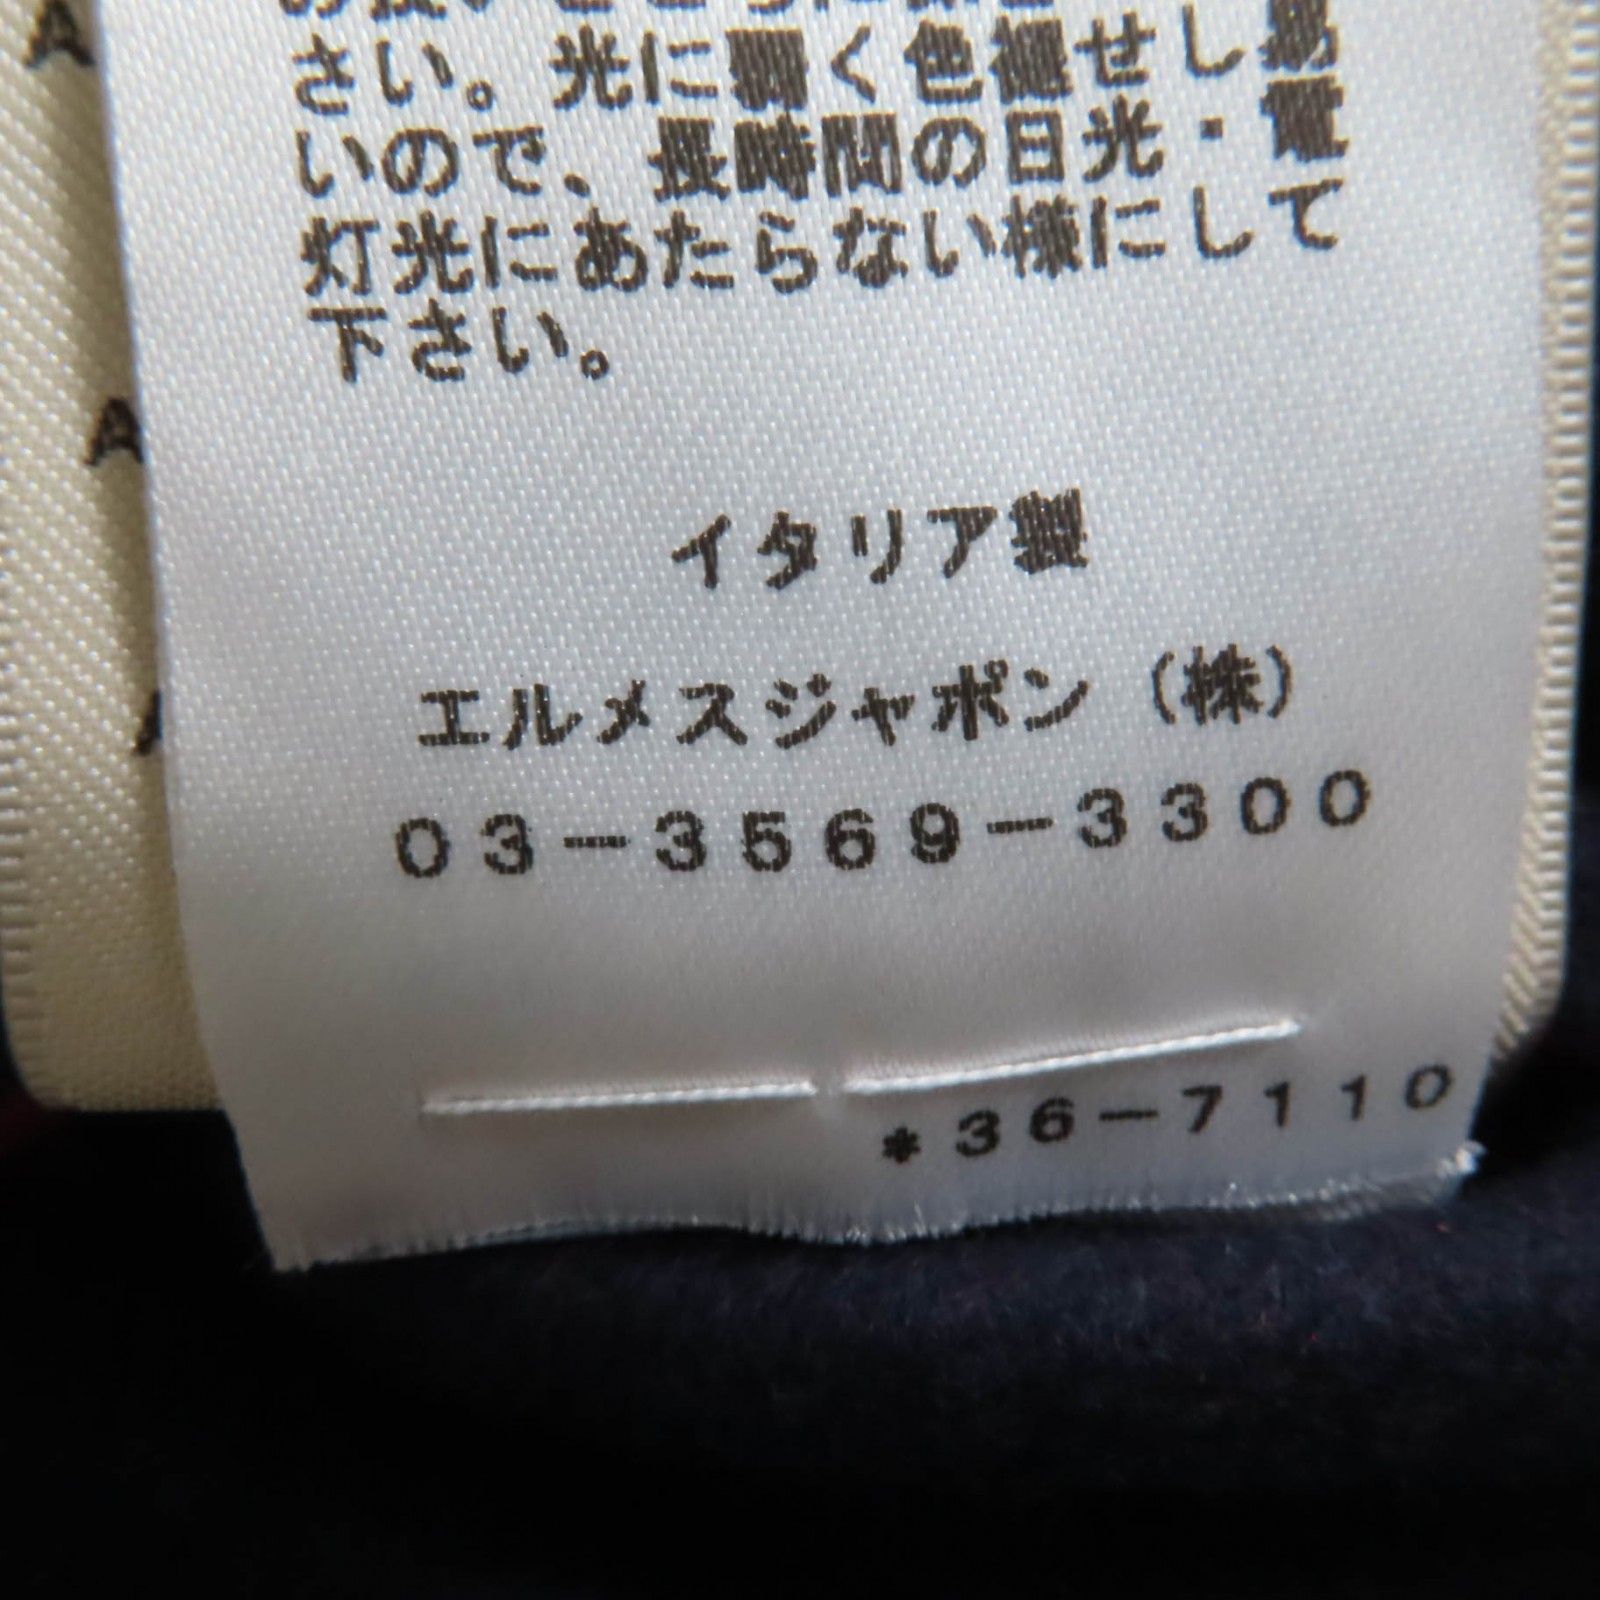 さい。光に弱く色褪せし易
いので、長時間の日光・電
灯光にあたらない様にして
下さい。
イタリア製
エルメスジャポン（株）
03-3569-3300
*36-7110
A
A